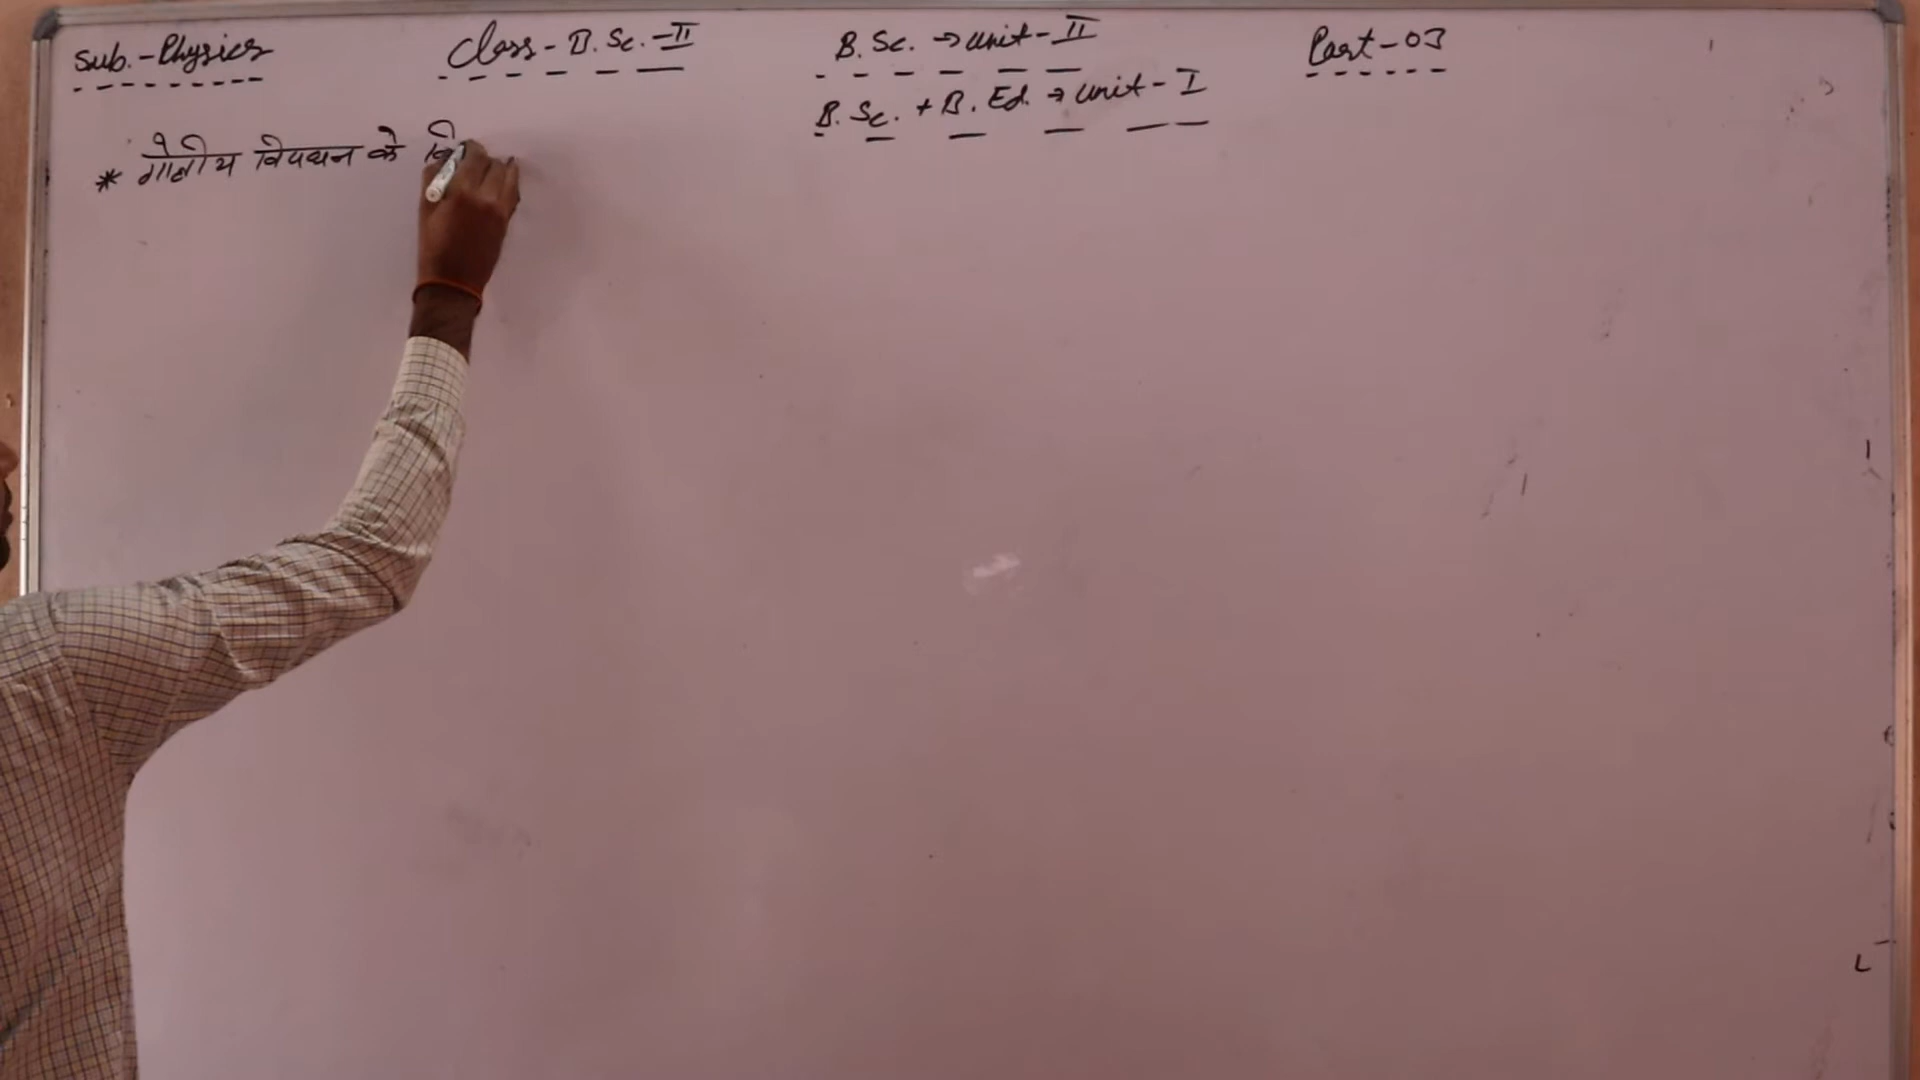 Sub.-Physics Class-B.Sc.-II B.Sc. → unit-II Part-03
B.Sc. + B.Ed. → unit-I
* गोलीय विपथन के